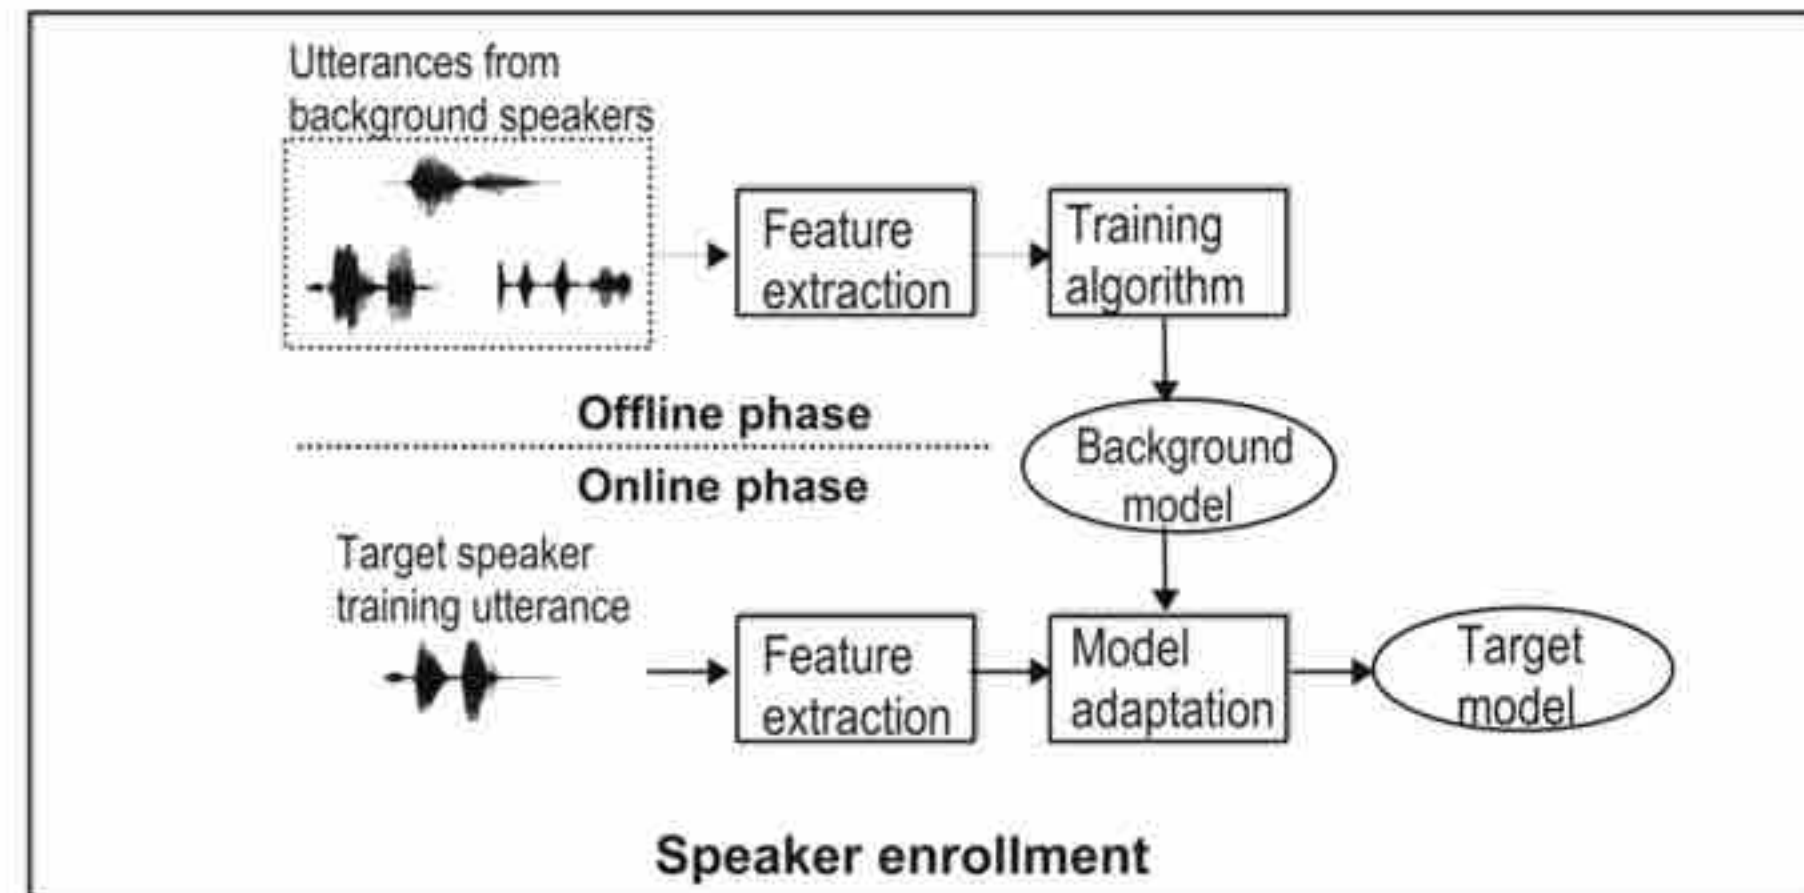 Utterances from
background speakers
Feature
extraction
Training
algorithm
Offline phase
Background
model
Online phase
Target speaker
training utterance
Feature
extraction
Model
adaptation
Target
model
Speaker enrollment